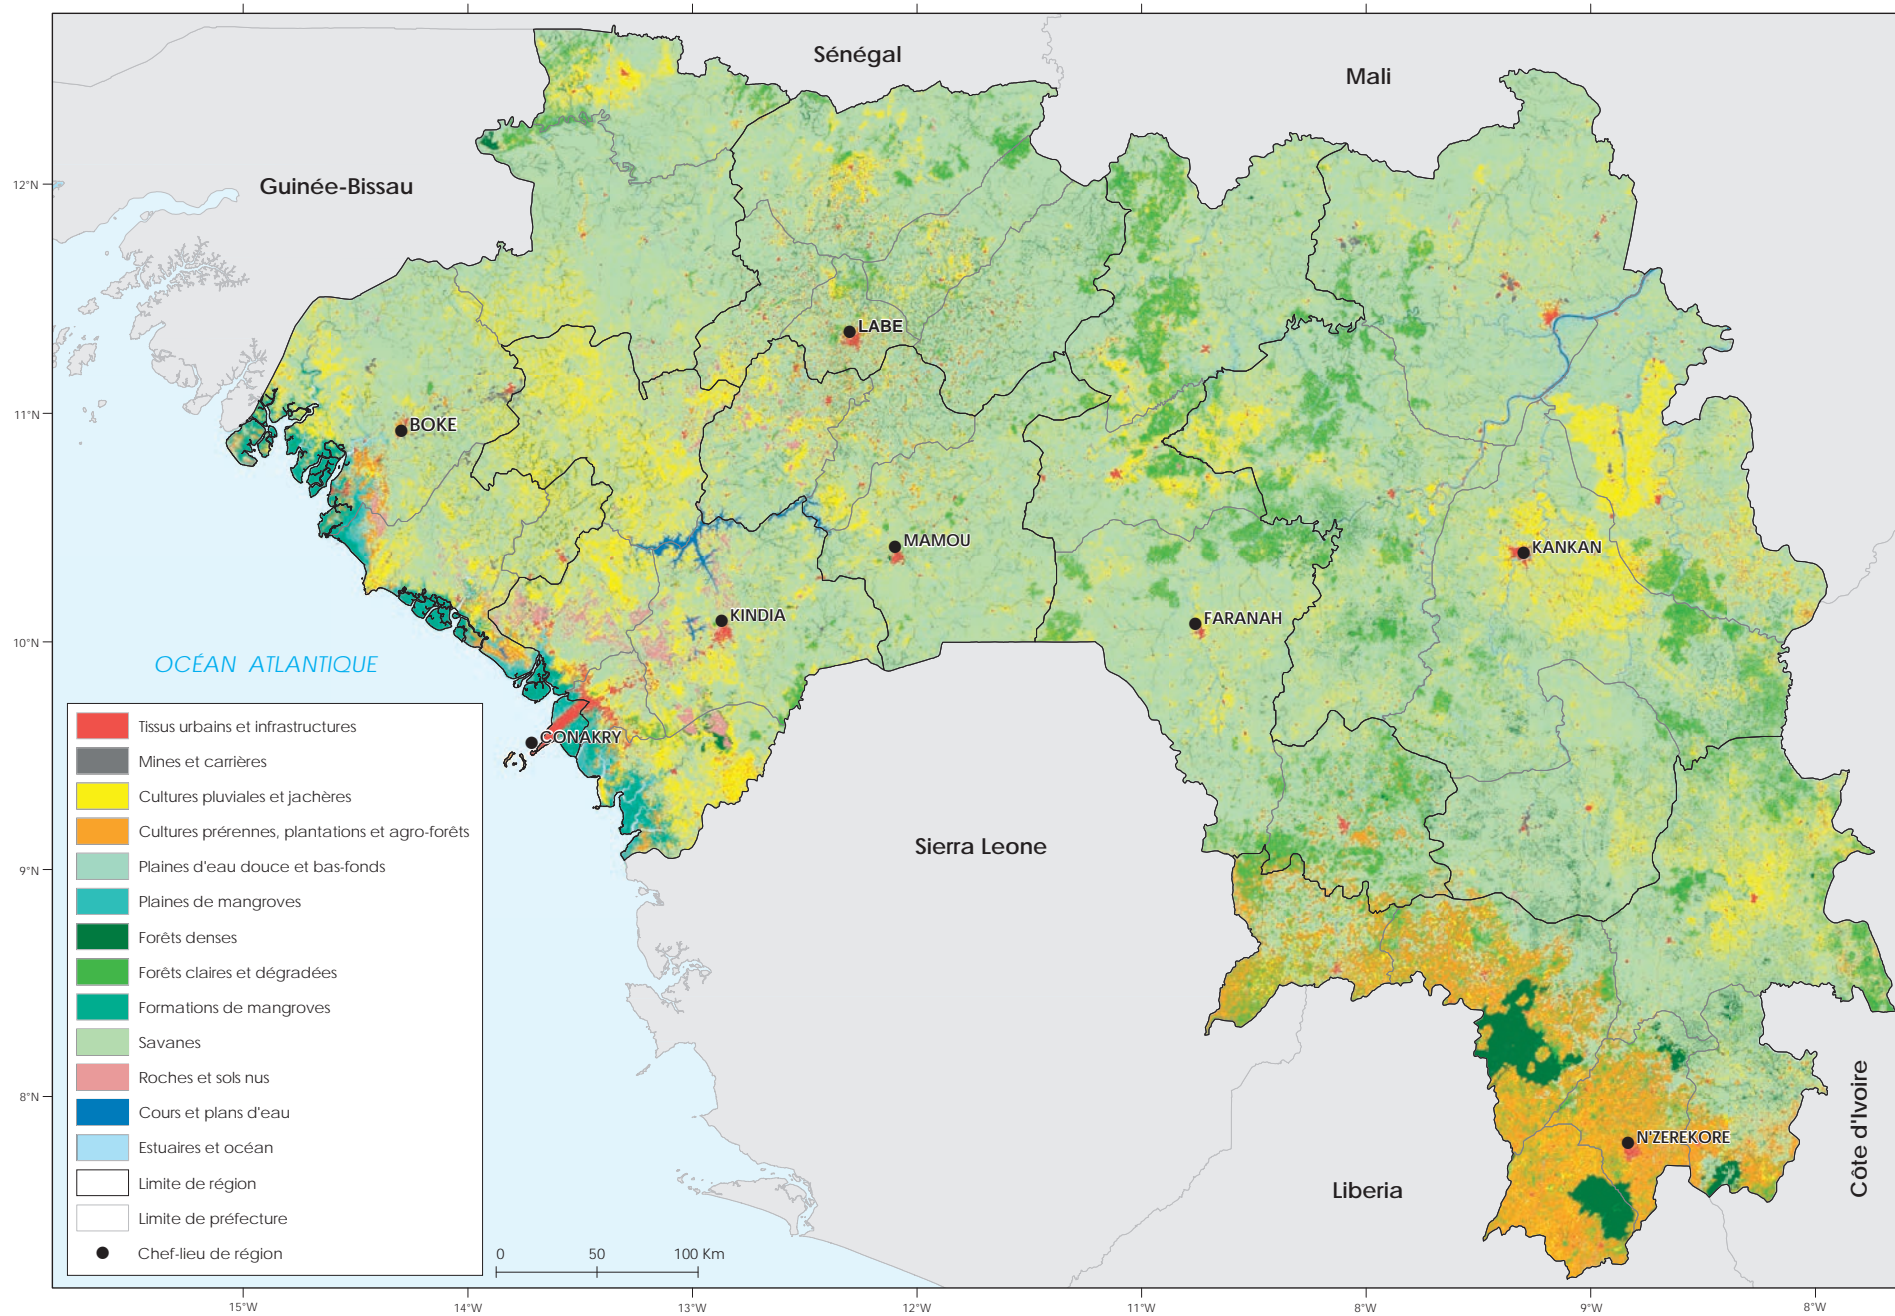 Sénégal
Mali
12°N
Guinée-Bissau
LABE
11°N
BOKE
MAMOU
KANKAN
KINDIA
FARANAH
10°N
OCÉAN ATLANTIQUE
CONAKRY
Sierra Leone
9°N
8°N
N'ZEREKORE
Liberia
Côte d'Ivoire
Tissus urbains et infrastructures
Mines et carrières
Cultures pluviales et jachères
Cultures prérennes, plantations et agro-forêts
Plaines d'eau douce et bas-fonds
Plaines de mangroves
Forêts denses
Forêts claires et dégradées
Formations de mangroves
Savanes
Roches et sols nus
Cours et plans d'eau
Estuaires et océan
Limite de région
Limite de préfecture
Chef-lieu de région
0 50 100 Km
15°W 14°W 13°W 12°W 11°W 8°W 9°W 8°W